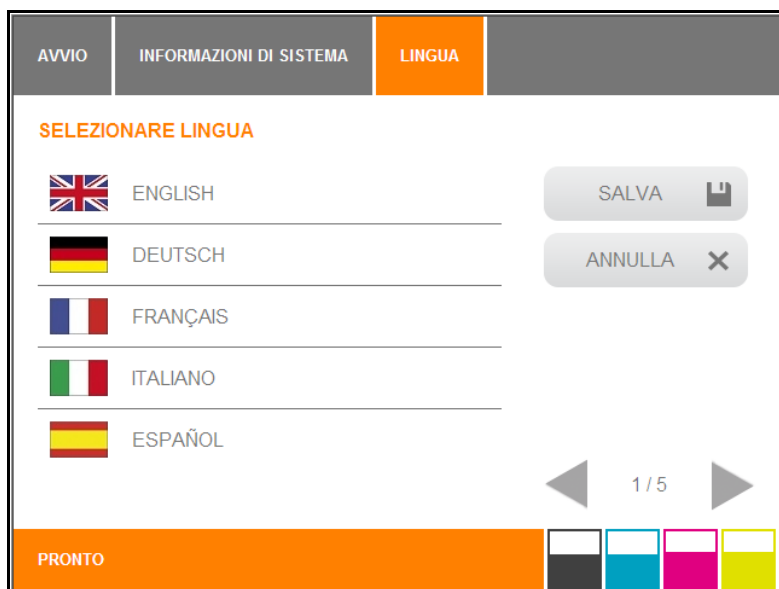 AVVIO
INFORMAZIONI DI SISTEMA
LINGUA
SELEZIONARE LINGUA
ENGLISH
DEUTSCH
FRANÇAIS
ITALIANO
ESPAÑOL
SALVA
ANNULLA
1 / 5
PRONTO